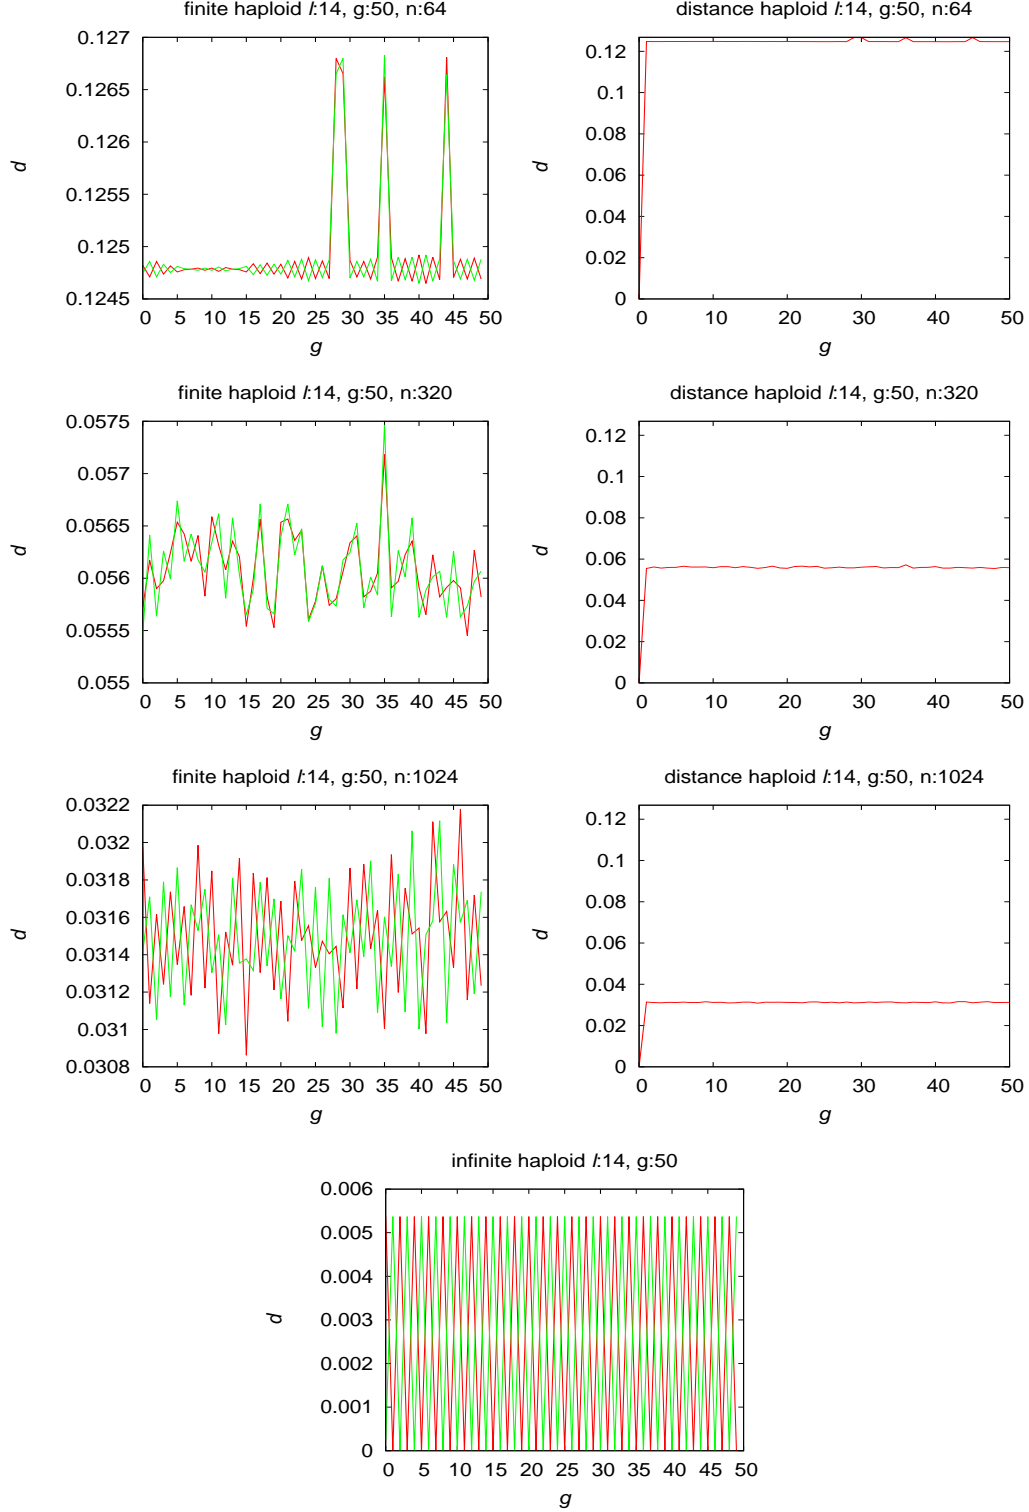 finite haploid l:14, g:50, n:64
d
0.127
0.1265
0.126
0.1255
0.125
0.1245
0 5 10 15 20 25 30 35 40 45 50
g
distance haploid l:14, g:50, n:64
d
0.12
0.1
0.08
0.06
0.04
0.02
0
0 10 20 30 40 50
g
finite haploid l:14, g:50, n:320
d
0.0575
0.057
0.0565
0.056
0.0555
0.055
0 5 10 15 20 25 30 35 40 45 50
g
distance haploid l:14, g:50, n:320
d
0.12
0.1
0.08
0.06
0.04
0.02
0
0 10 20 30 40 50
g
finite haploid l:14, g:50, n:1024
d
0.0322
0.032
0.0318
0.0316
0.0314
0.0312
0.031
0.0308
0 5 10 15 20 25 30 35 40 45 50
g
distance haploid l:14, g:50, n:1024
d
0.12
0.1
0.08
0.06
0.04
0.02
0
0 10 20 30 40 50
g
infinite haploid l:14, g:50
d
0.006
0.005
0.004
0.003
0.002
0.001
0
0 5 10 15 20 25 30 35 40 45 50
g